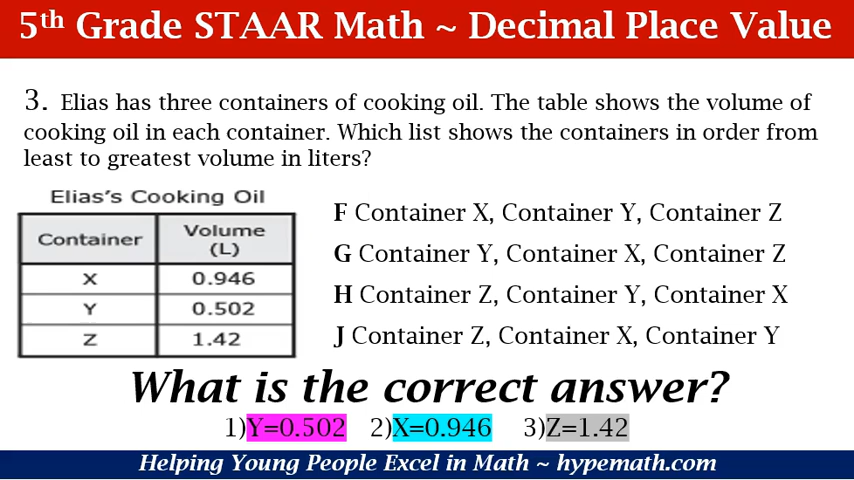 5th Grade STAAR Math ~ Decimal Place Value
3. Elias has three containers of cooking oil. The table shows the volume of
cooking oil in each container. Which list shows the containers in order from
least to greatest volume in liters?
Elias's Cooking Oil
Container Volume (L)
X 0.946
Y 0.502
Z 1.42
F Container X, Container Y, Container Z
G Container Y, Container X, Container Z
H Container Z, Container Y, Container X
J Container Z, Container X, Container Y
What is the correct answer?
1)Y=0.502 2)X=0.946 3)Z=1.42
Helping Young People Excel in Math ~ hypemath.com